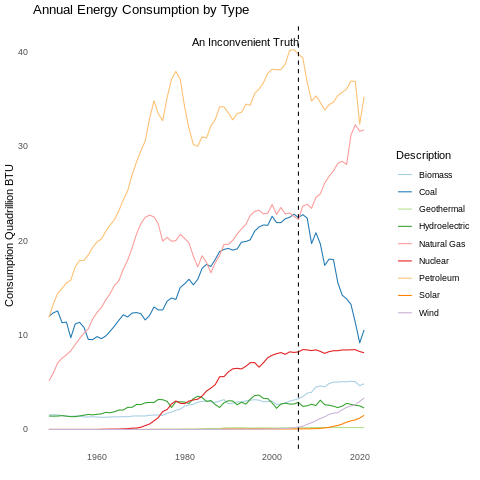 Annual Energy Consumption by Type
An Inconvenient Truth
Consumption Quadrillion BTU
40
30
20
10
0
1960
1980
2000
2020
Description
Biomass
Coal
Geothermal
Hydroelectric
Natural Gas
Nuclear
Petroleum
Solar
Wind